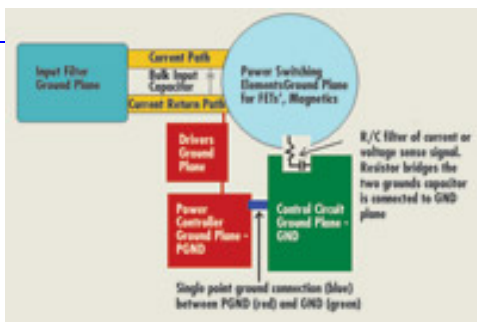 Current Path
Input Filter
Ground Plane
Bulk Input
Capacitor
Current Return Path
Power Switching
ElementsGround Plane
for FETs', Magnetics
Drivers
Ground
Plane
R/C filter of current or
voltage sense signal.
Resistor bridges the
two grounds capacitor
is connected to GND
plane
Power
Controller
Ground Plane -
PGND
Control Circuit
Ground Plane -
GND
Single point ground connection (blue)
between PGND (red) and GND (green)